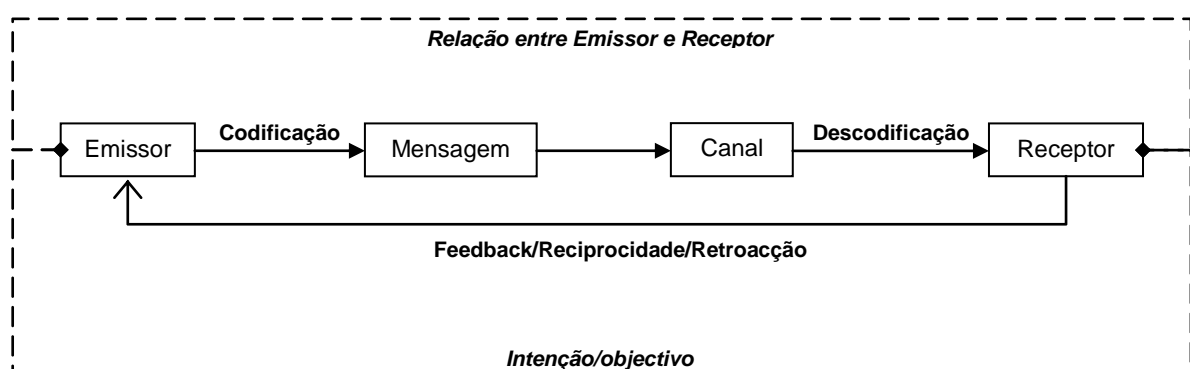 Relação entre Emissor e Receptor
Codificação
Descodificação
Emissor
Mensagem
Canal
Receptor
Feedback/Reciprocidade/Retroacção
Intenção/objectivo